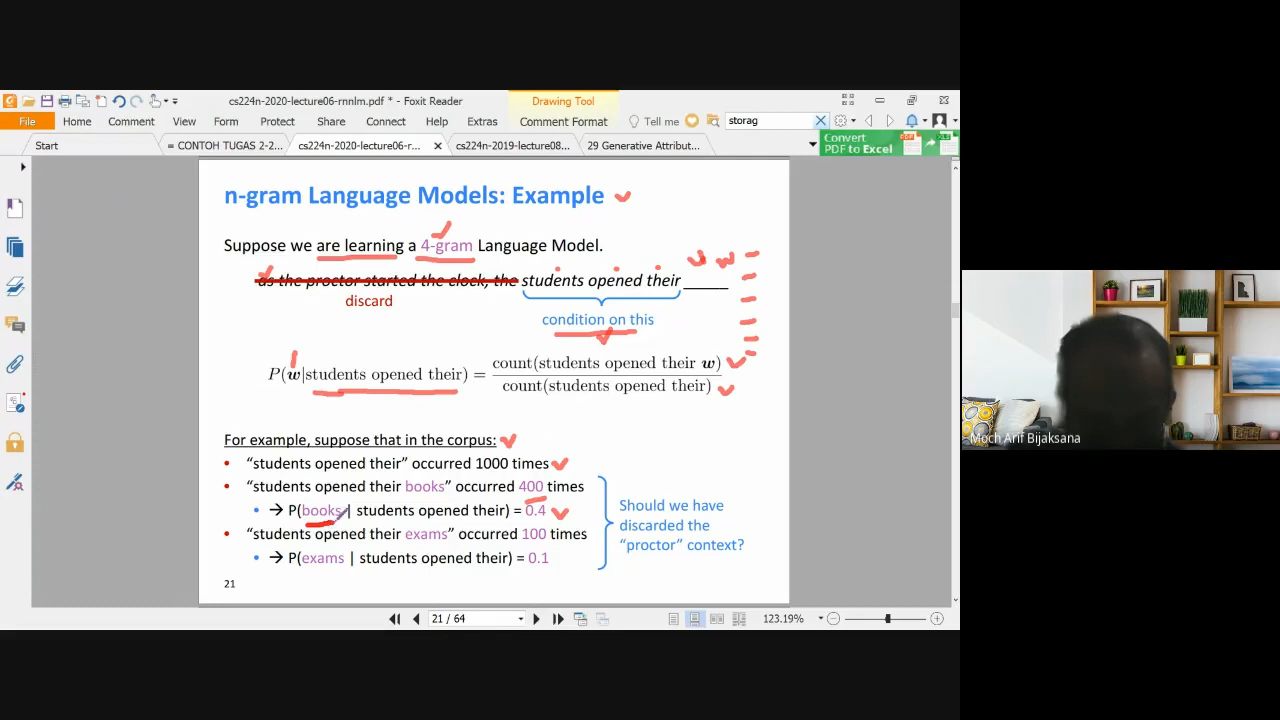 cs224n-2020-lecture06-rnnlm.pdf * - Foxit Reader
Drawing Tool
File Home Comment View Form Protect Share Connect Help Extras Comment Format Tell me storag
Start = CONTOH TUGAS 2-2... cs224n-2020-lecture06-r... cs224n-2019-lecture08... 29 Generative Attribut...
Convert
PDF to Excel
n-gram Language Models: Example
Suppose we are learning a 4-gram Language Model.
as the proctor started the clock, the students opened their _____
discard
condition on this
P(w|students opened their) = count(students opened their w)
count(students opened their)
For example, suppose that in the corpus:
• “students opened their” occurred 1000 times
• “students opened their books” occurred 400 times
• → P(books | students opened their) = 0.4
• “students opened their exams” occurred 100 times
• → P(exams | students opened their) = 0.1
Should we have
discarded the
“proctor” context?
21
21 / 64
123.19%
Moch Arif Bijaksana